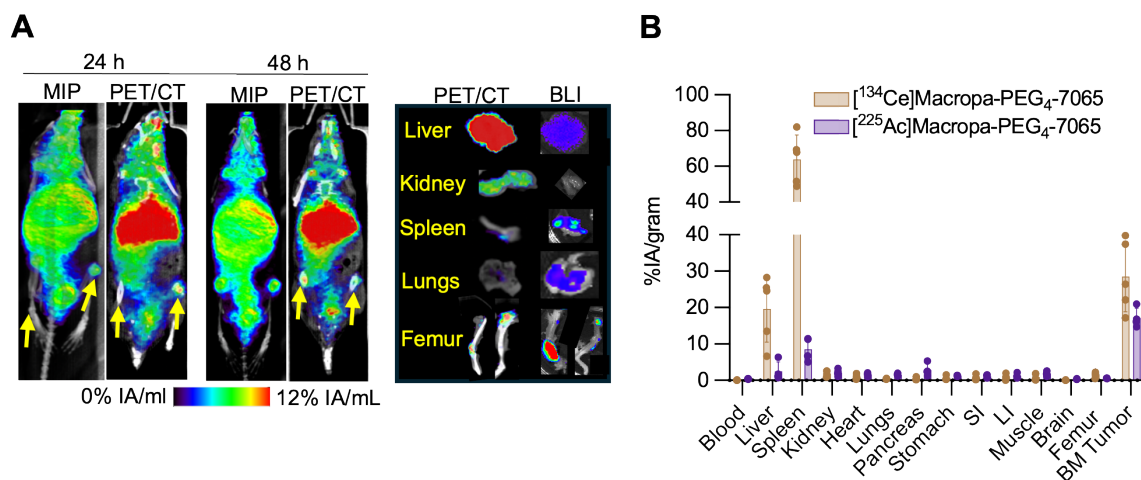 A
24 h
48 h
MIP
PET/CT
MIP
PET/CT
0% IA/ml
12% IA/mL
PET/CT
BLI
Liver
Kidney
Spleen
Lungs
Femur
B
[¹³⁴Ce]Macropa-PEG₄-7065
[²²⁵Ac]Macropa-PEG₄-7065
%IA/gram
100
80
60
40
40
30
20
10
0
Blood
Liver
Spleen
Kidney
Heart
Lungs
Pancreas
Stomach
SI
LI
Muscle
Brain
Femur
BM Tumor